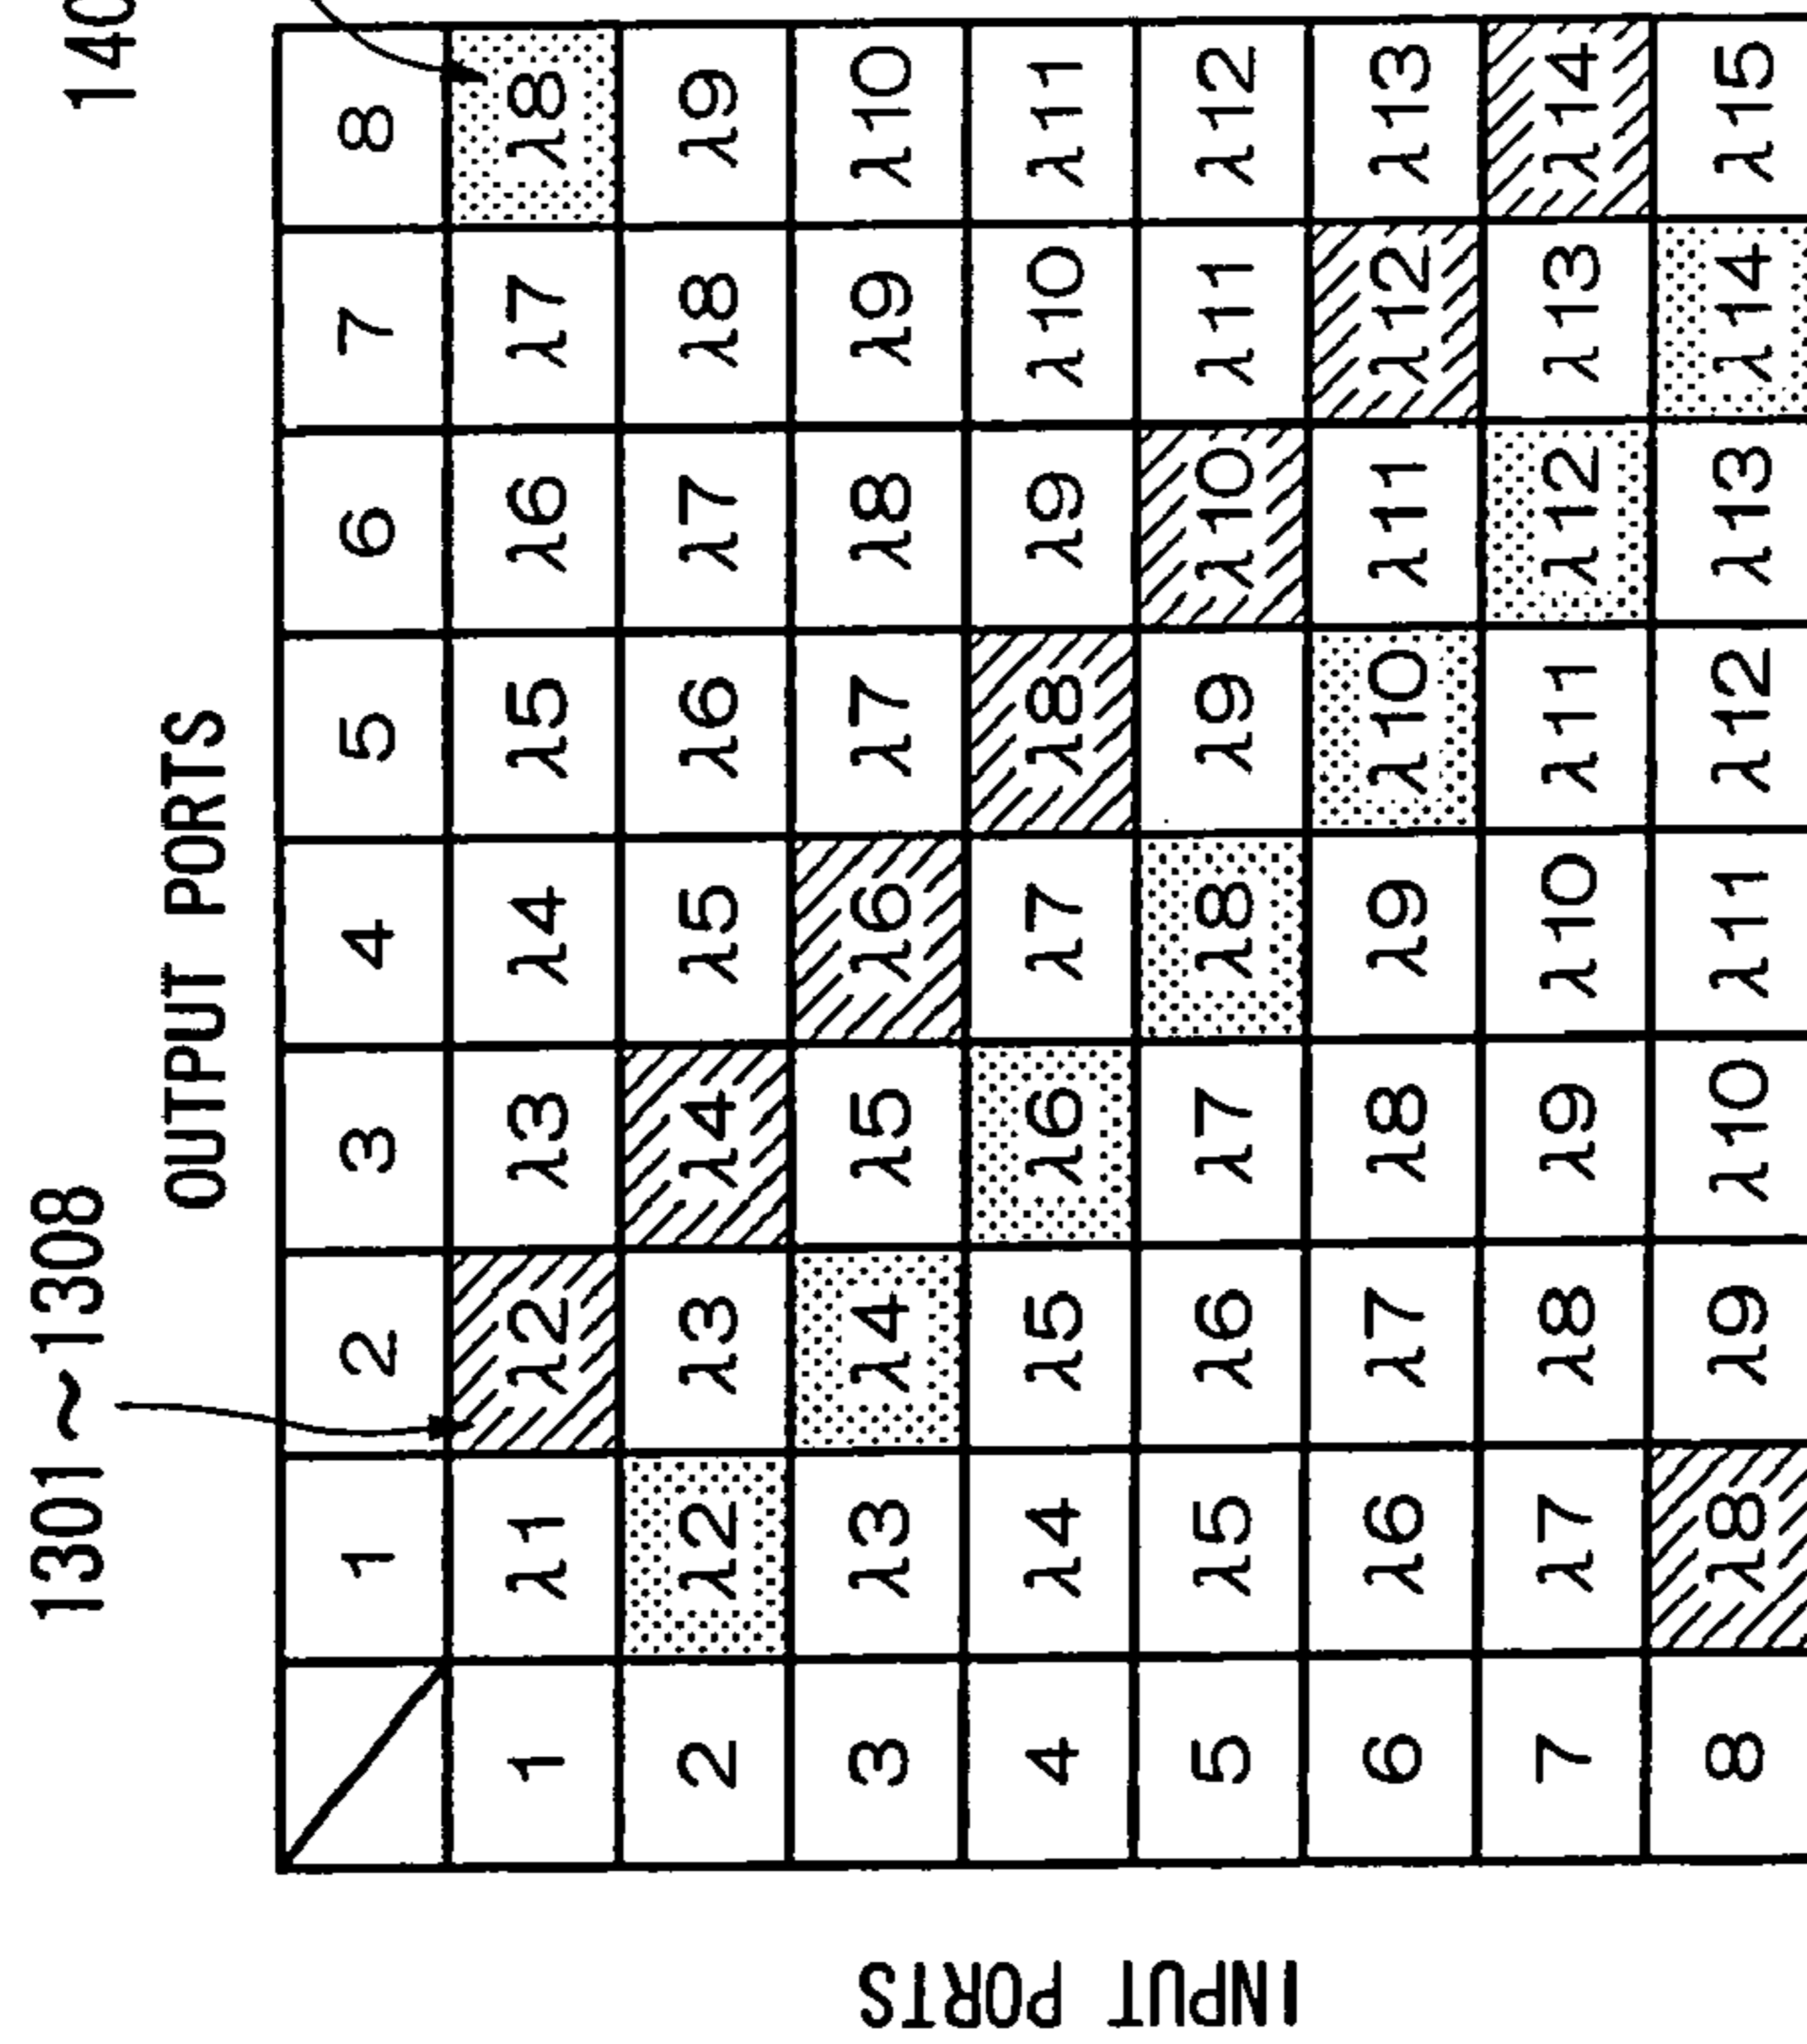 1301~1308
140
OUTPUT PORTS
1 2 3 4 5 6 7 8
1 λ1 λ2 λ3 λ4 λ5 λ6 λ7 λ8
2 λ2 λ3 λ4 λ5 λ6 λ7 λ8 λ9
3 λ3 λ4 λ5 λ6 λ7 λ8 λ9 λ10
4 λ4 λ5 λ6 λ7 λ8 λ9 λ10 λ11
5 λ5 λ6 λ7 λ8 λ9 λ10 λ11 λ12
6 λ6 λ7 λ8 λ9 λ10 λ11 λ12 λ13
7 λ7 λ8 λ9 λ10 λ11 λ12 λ13 λ14
8 λ8 λ9 λ10 λ11 λ12 λ13 λ14 λ15
INPUT PORTS